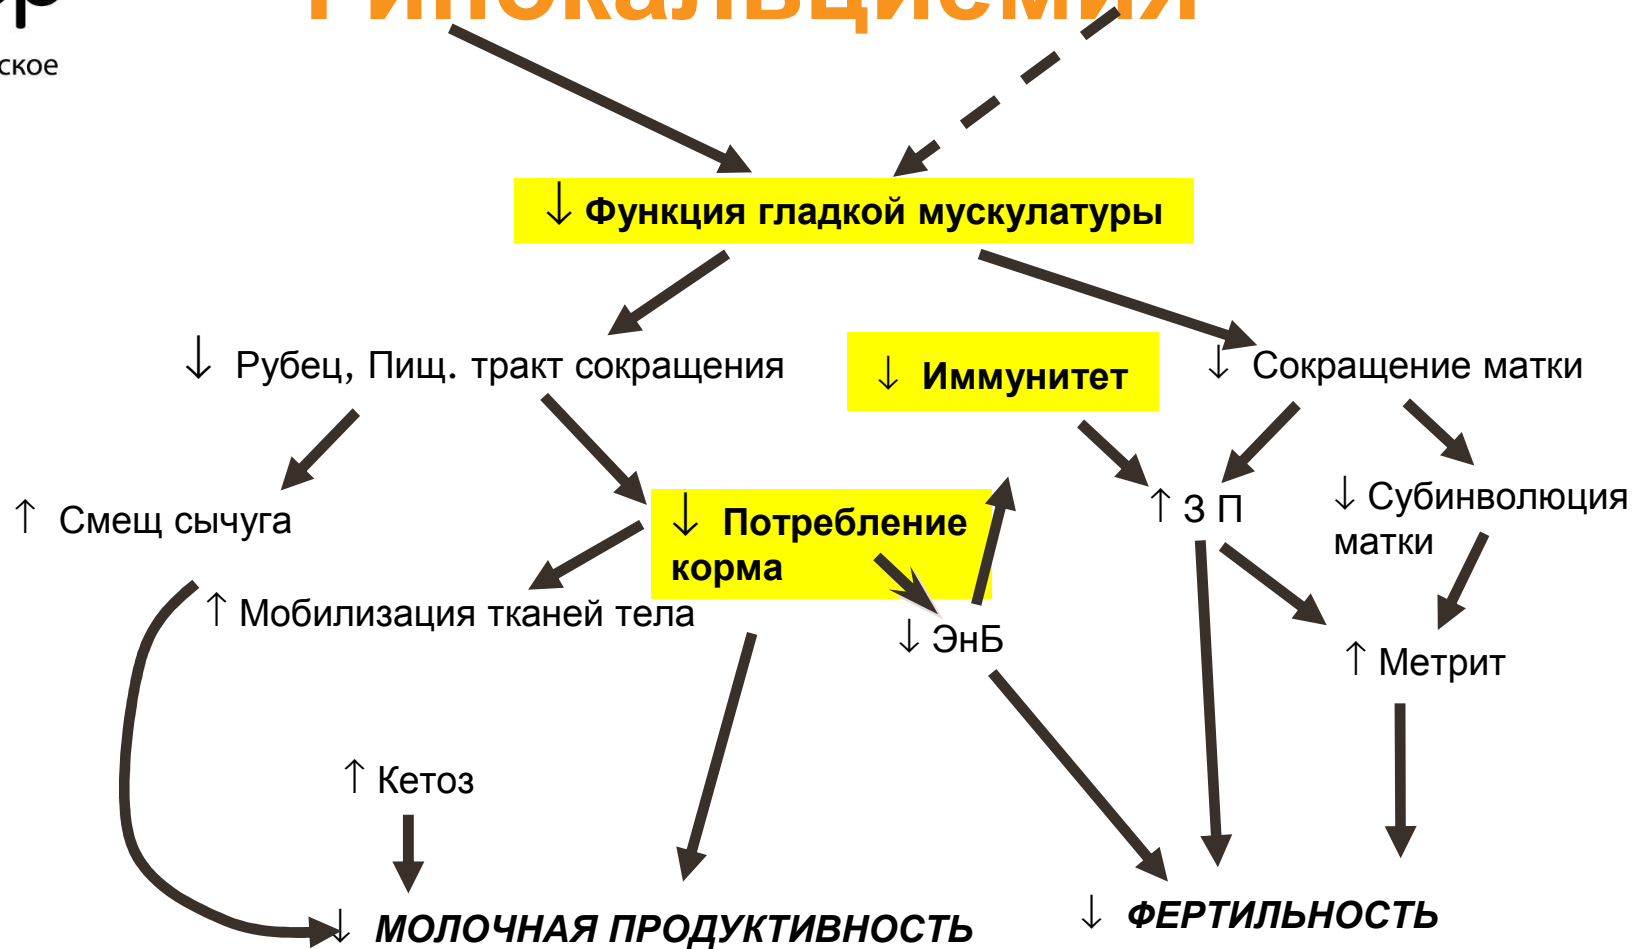 Гипокальциемия
ское
↓ Функция гладкой мускулатуры
↓ Рубец, Пищ. тракт сокращения
↓ Иммунитет
↓ Сокращение матки
↑ Смещ сычуга
↓ Потребление
корма
↑ З П
↓ Субинволюция
матки
↑ Мобилизация тканей тела
↓ ЭнБ
↑ Метрит
↑ Кетоз
↓ МОЛОЧНАЯ ПРОДУКТИВНОСТЬ
↓ ФЕРТИЛЬНОСТЬ